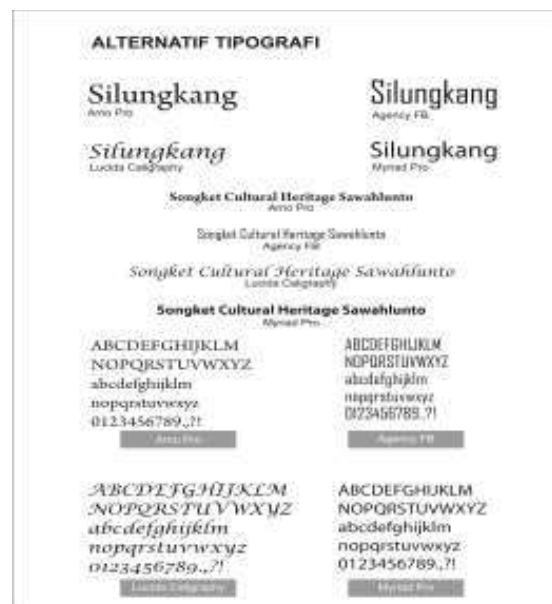 ALTERNATIF TIPOGRAFI
Silungkang
Arno Pro
Silungkang
Agency FB
Silungkang
Lucida Caligraphy
Silungkang
Myriad Pro
Songket Cultural Heritage Sawahlunto
Arno Pro
Songket Cultural Heritage Sawahlunto
Agency FB
Songket Cultural Heritage Sawahlunto
Lucida Caligraphy
Songket Cultural Heritage Sawahlunto
Myriad Pro
ABCDEFGHIJKLM
NOPQRSTUVWXYZ
abcdefghijklm
nopqrstuvwxyz
0123456789.,?!
Arno Pro
ABCDEFGHIJKLM
NOPQRSTUVWXYZ
abcdefghijklm
nopqrstuvwxyz
0123456789.,?!
Agency FB
ABCDEFGHIJKLM
NOPQRSTUVWXYZ
abcdefghijklm
nopqrstuvwxyz
0123456789.,?!
Lucida Caligraphy
ABCDEFGHIJKLM
NOPQRSTUVWXYZ
abcdefghijklm
nopqrstuvwxyz
0123456789.,?!
Myriad Pro